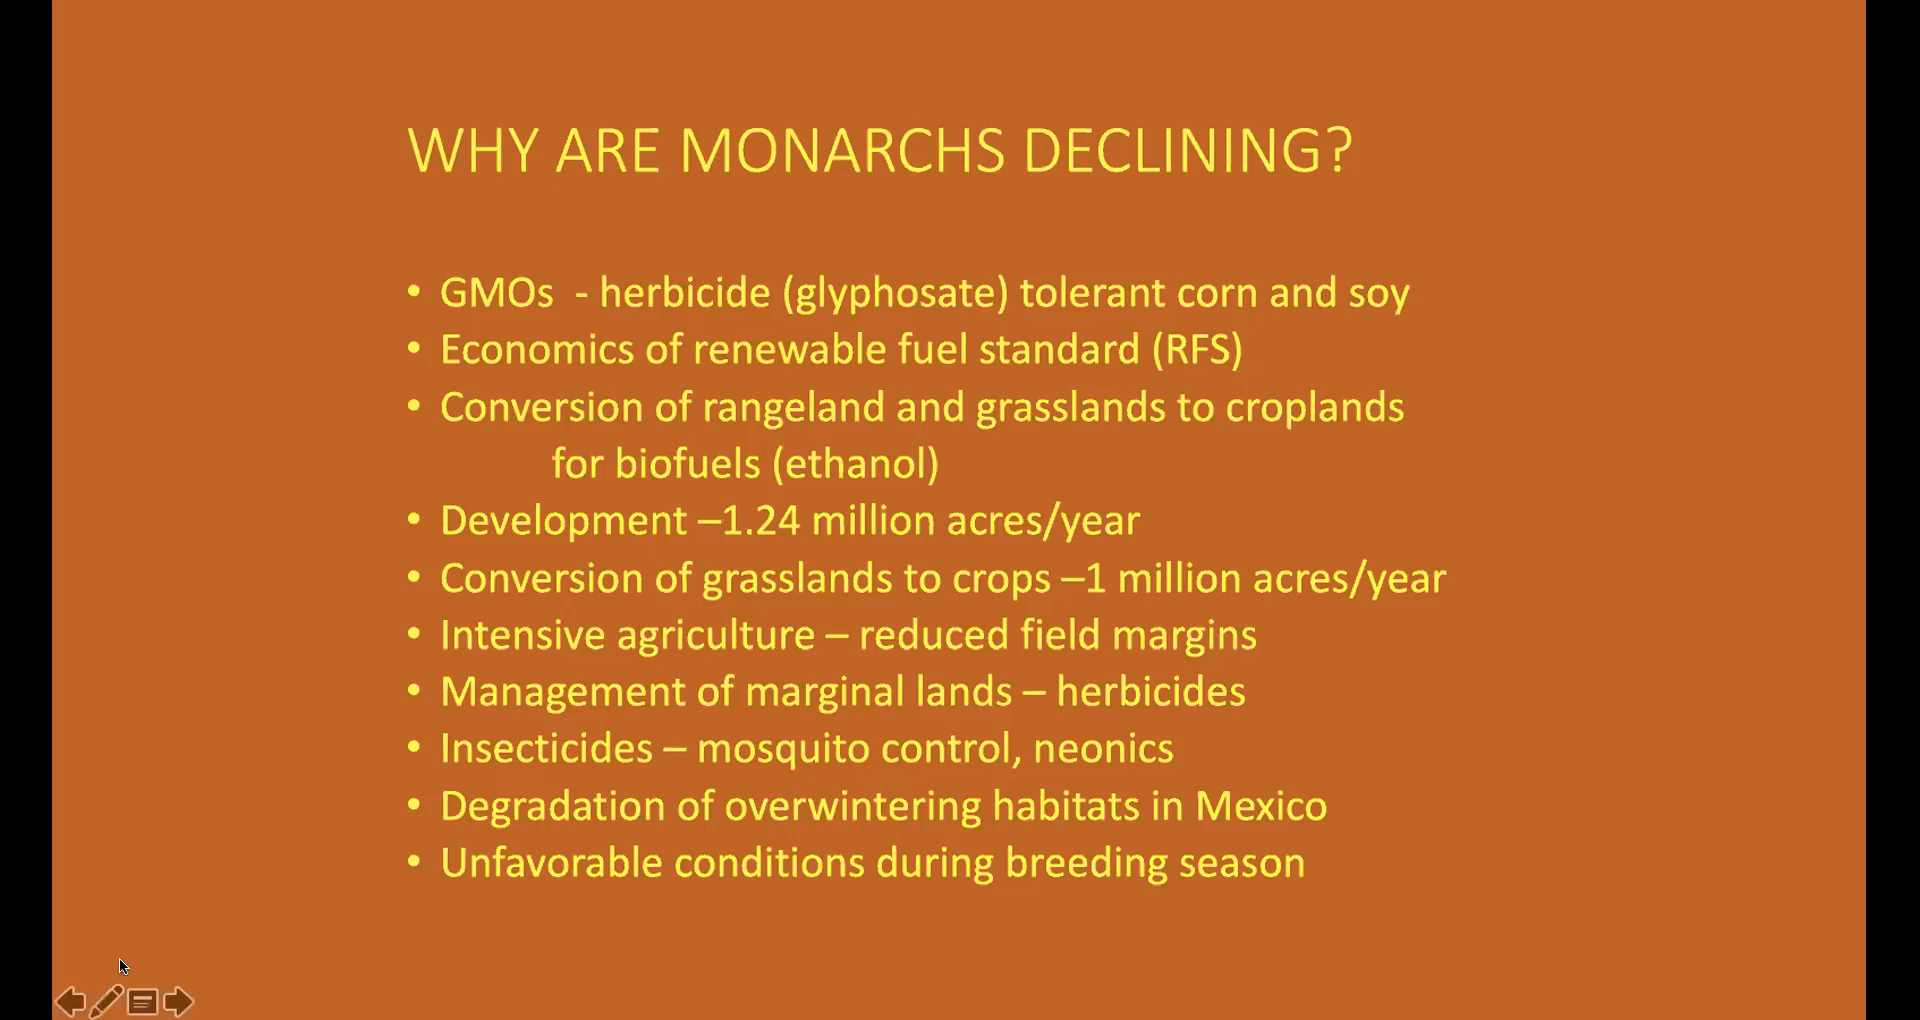 WHY ARE MONARCHS DECLINING?
• GMOs  - herbicide (glyphosate) tolerant corn and soy
• Economics of renewable fuel standard (RFS)
• Conversion of rangeland and grasslands to croplands
for biofuels (ethanol)
• Development –1.24 million acres/year
• Conversion of grasslands to crops –1 million acres/year
• Intensive agriculture – reduced field margins
• Management of marginal lands – herbicides
• Insecticides – mosquito control, neonics
• Degradation of overwintering habitats in Mexico
• Unfavorable conditions during breeding season